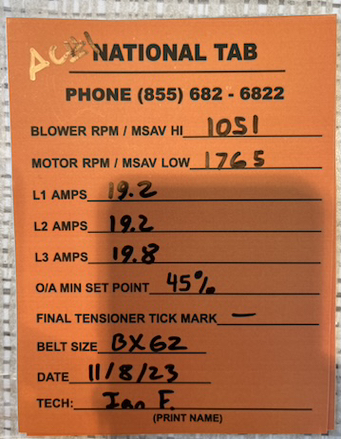 NATIONAL TAB
PHONE (855) 682 - 6822
BLOWER RPM / MSAV HI 1051
MOTOR RPM / MSAV LOW 1765
L1 AMPS 19.2
L2 AMPS 19.2
L3 AMPS 19.8
O/A MIN SET POINT 45%
FINAL TENSIONER TICK MARK —
BELT SIZE BX62
DATE 11/8/23
TECH: Ian F.
(PRINT NAME)